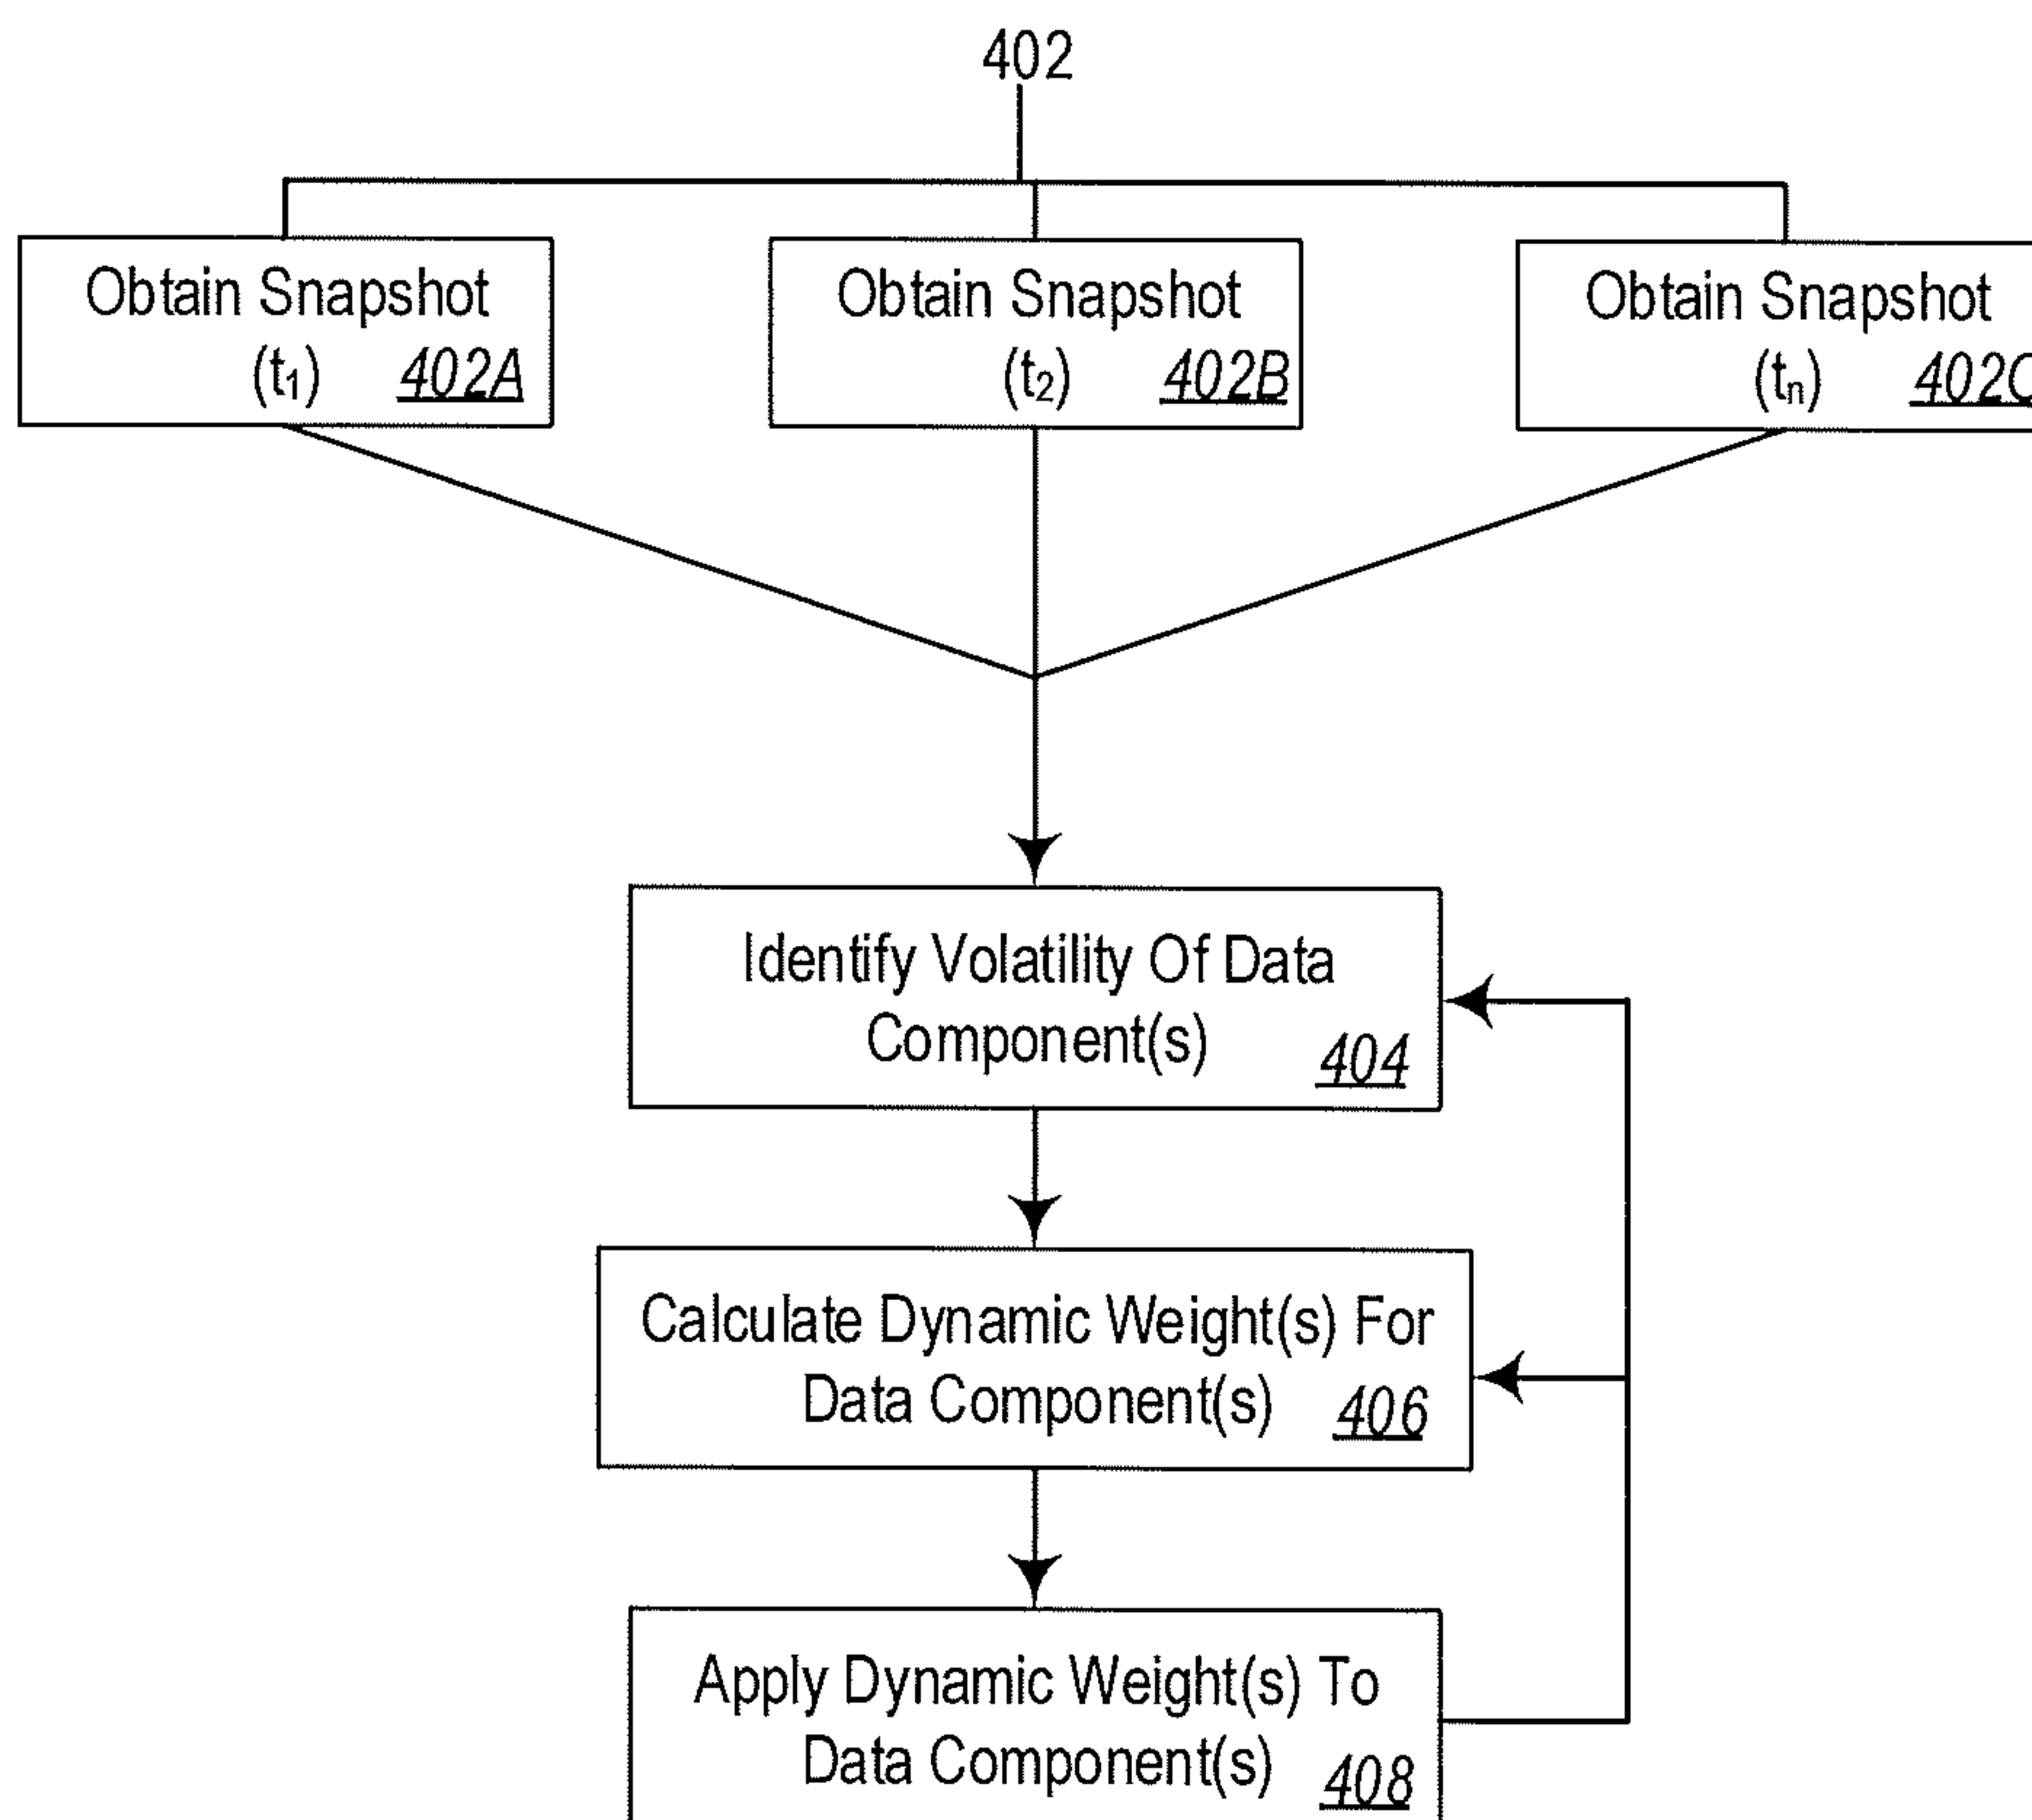 402
Obtain Snapshot
(t₁) 402A
Obtain Snapshot
(t₂) 402B
Obtain Snapshot
(tₙ) 402C
Identify Volatility Of Data
Component(s) 404
Calculate Dynamic Weight(s) For
Data Component(s) 406
Apply Dynamic Weight(s) To
Data Component(s) 408